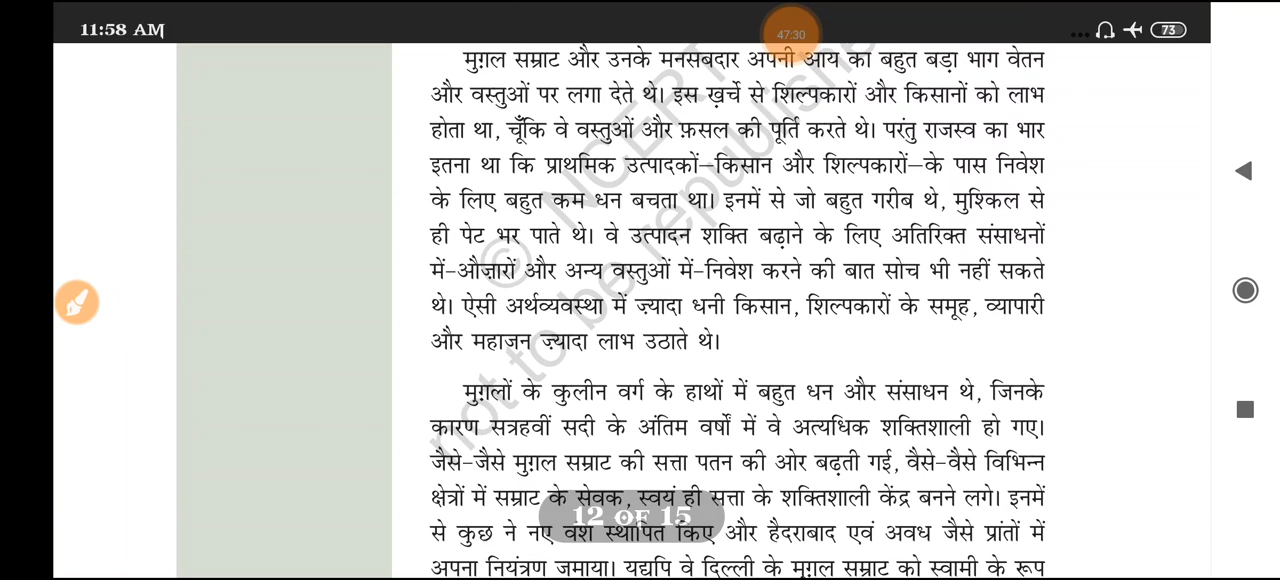 11:58 AM
47:30
73
मुग़ल सम्राट और उनके मनसबदार अपनी आय का बहुत बड़ा भाग वेतन
और वस्तुओं पर लगा देते थे। इस ख़र्चे से शिल्पकारों और किसानों को लाभ
होता था, चूँकि वे वस्तुओं और फ़सल की पूर्ति करते थे। परंतु राजस्व का भार
इतना था कि प्राथमिक उत्पादकों–किसान और शिल्पकारों–के पास निवेश
के लिए बहुत कम धन बचता था। इनमें से जो बहुत गरीब थे, मुश्किल से
ही पेट भर पाते थे। वे उत्पादन शक्ति बढ़ाने के लिए अतिरिक्त संसाधनों
में–औज़ारों और अन्य वस्तुओं में–निवेश करने की बात सोच भी नहीं सकते
थे। ऐसी अर्थव्यवस्था में ज़्यादा धनी किसान, शिल्पकारों के समूह, व्यापारी
और महाजन ज़्यादा लाभ उठाते थे।
मुग़लों के कुलीन वर्ग के हाथों में बहुत धन और संसाधन थे, जिनके
कारण सत्रहवीं सदी के अंतिम वर्षों में वे अत्यधिक शक्तिशाली हो गए।
जैसे-जैसे मुग़ल सम्राट की सत्ता पतन की ओर बढ़ती गई, वैसे-वैसे विभिन्न
क्षेत्रों में सम्राट के सेवक, स्वयं ही सत्ता के शक्तिशाली केंद्र बनने लगे। इनमें
12 OF 15
से कुछ ने नए वंश स्थापित किए और हैदराबाद एवं अवध जैसे प्रांतों में
अपना नियंत्रण जमाया। यद्यपि वे दिल्ली के मुग़ल सम्राट को स्वामी के रूप
© NCERT
not to be republishe